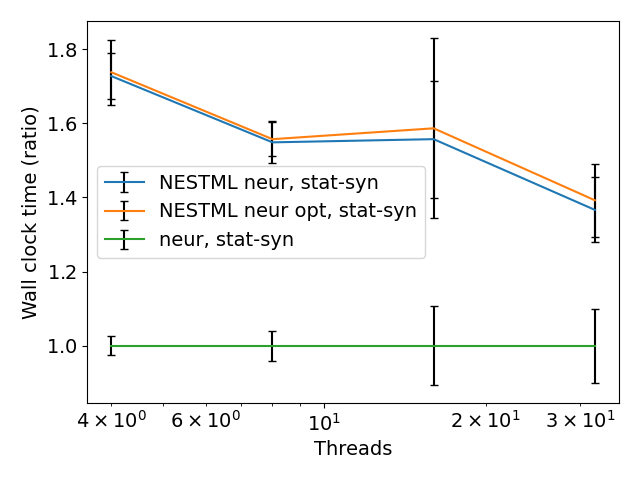 1.8
1.6
1.4
1.2
1.0
Wall clock time (ratio)
NESTML neur, stat-syn
NESTML neur opt, stat-syn
neur, stat-syn
4 × 10⁰
6 × 10⁰
10¹
2 × 10¹
3 × 10¹
Threads